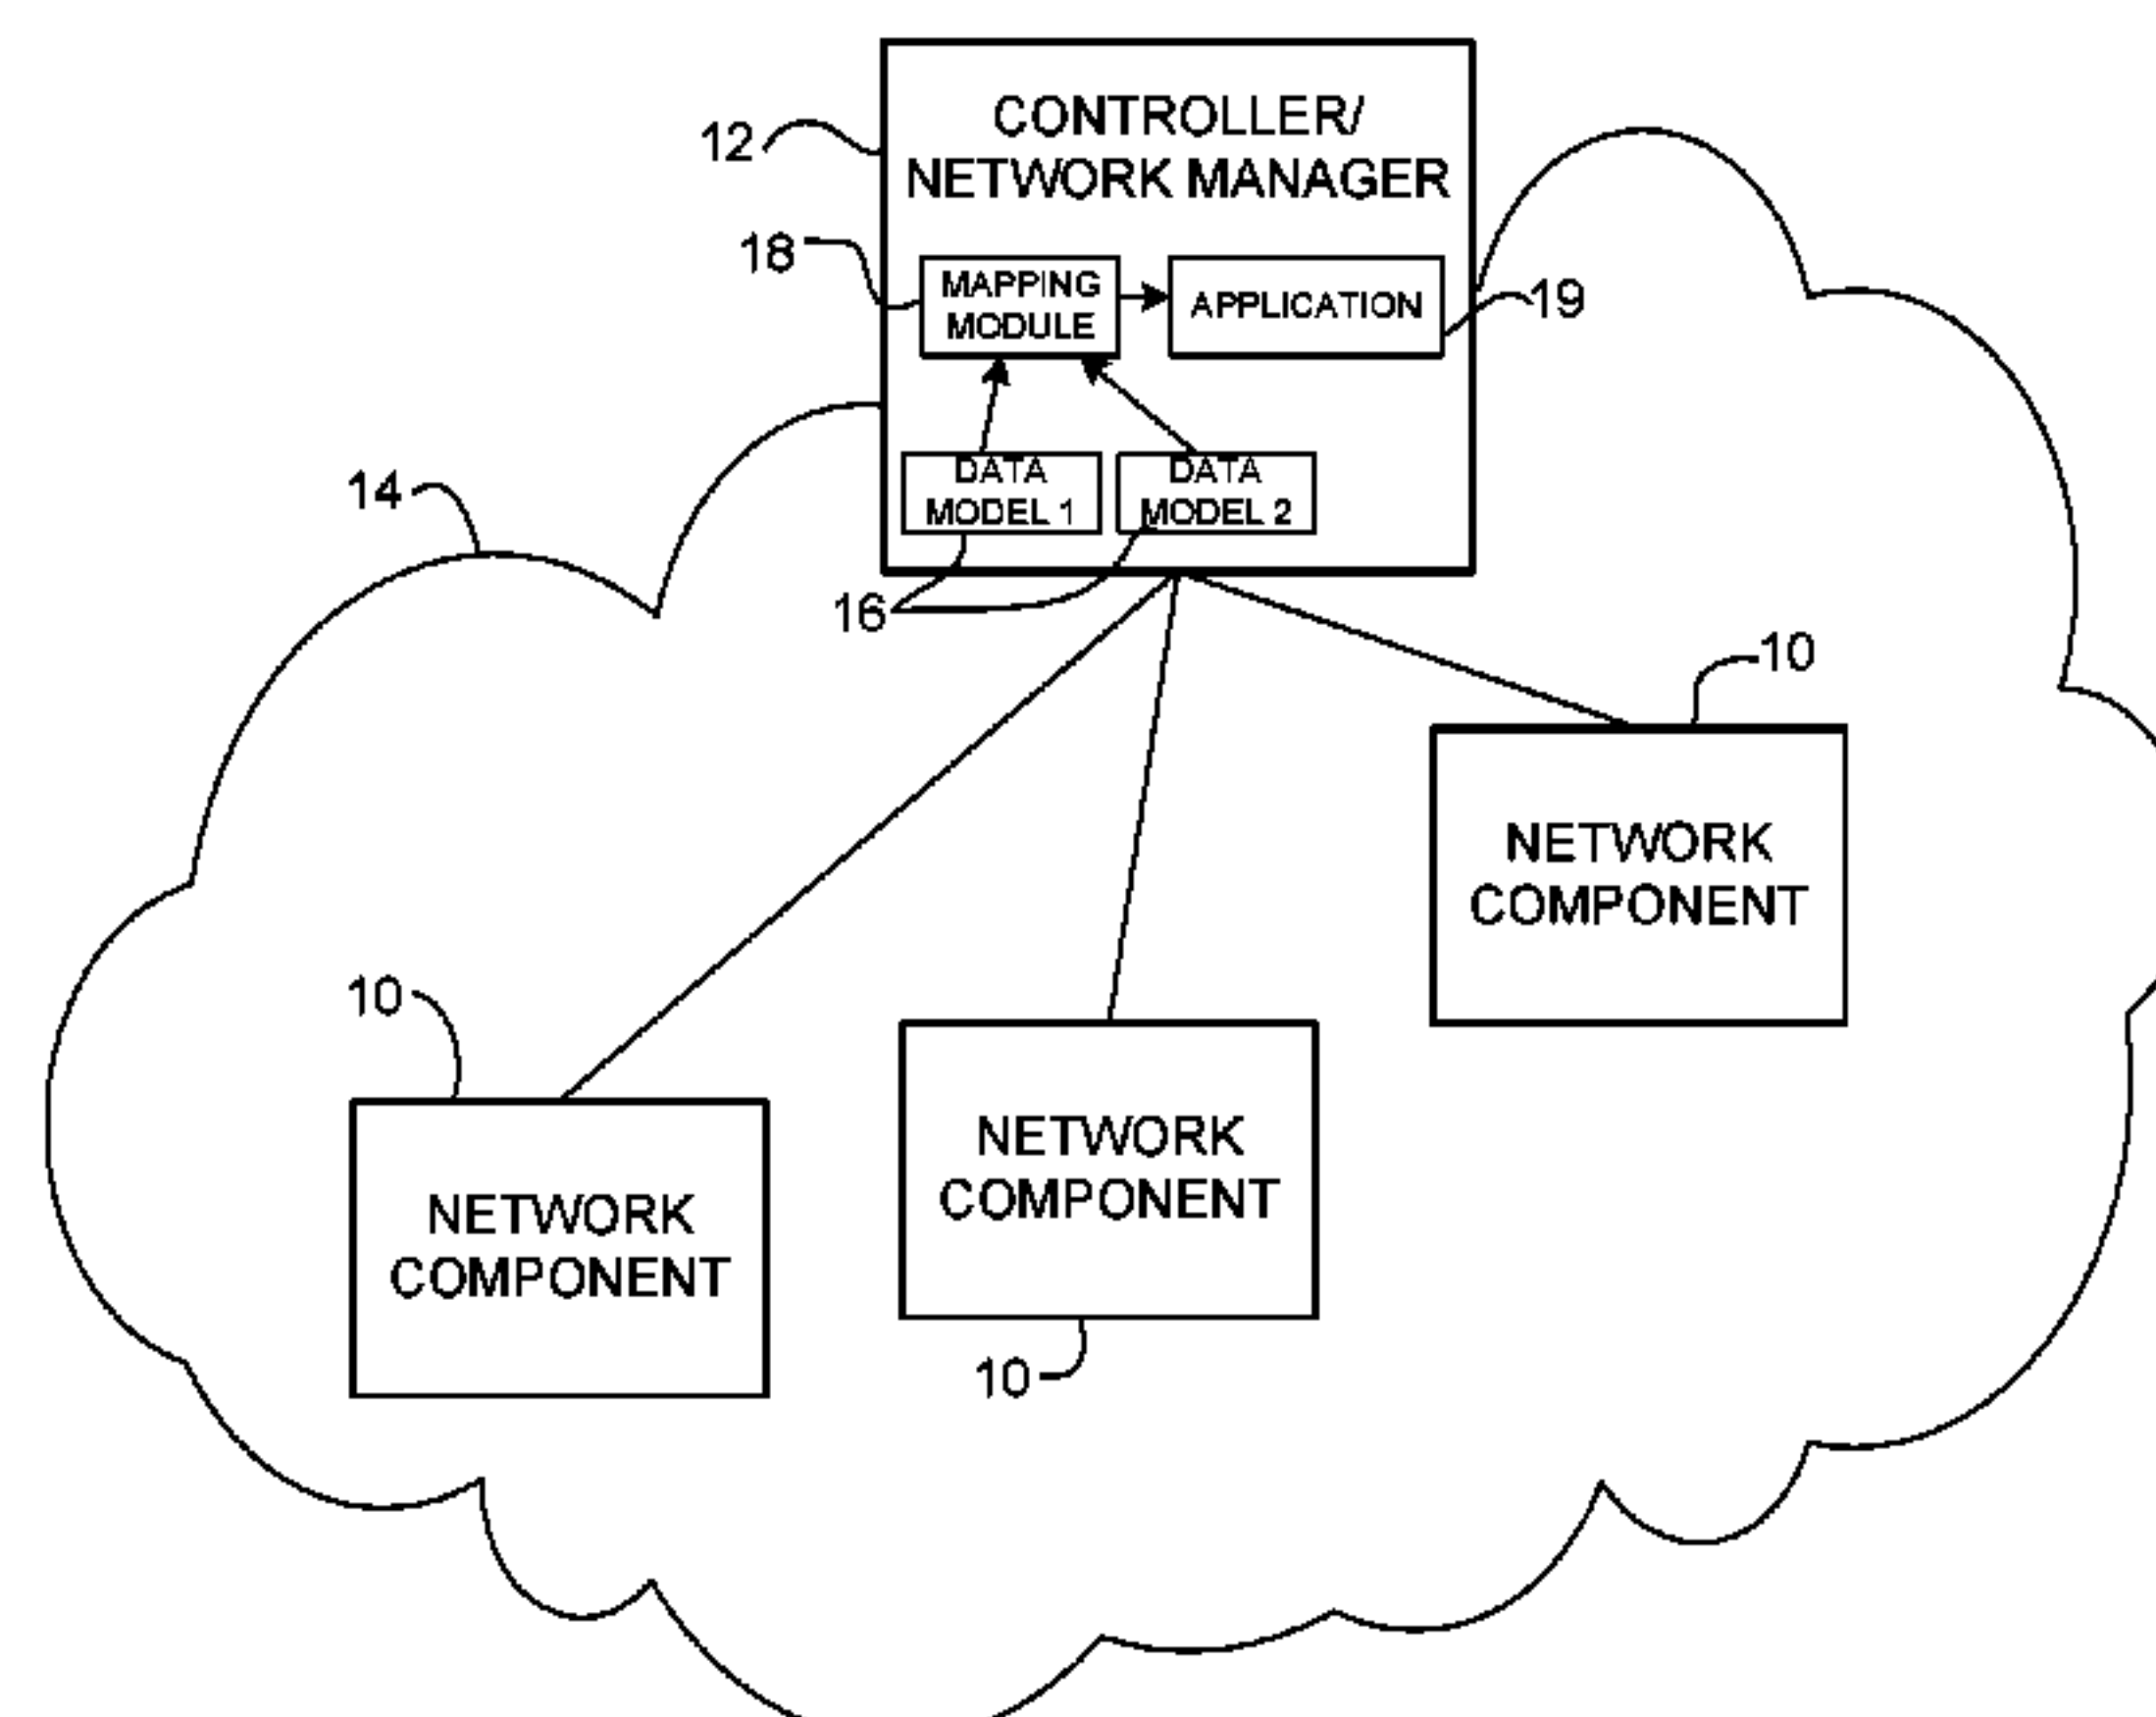 CONTROLLER/
NETWORK MANAGER
12
18
MAPPING
MODULE
APPLICATION
19
DATA
MODEL 1
DATA
MODEL 2
14
16
10
NETWORK
COMPONENT
10
NETWORK
COMPONENT
NETWORK
COMPONENT
10